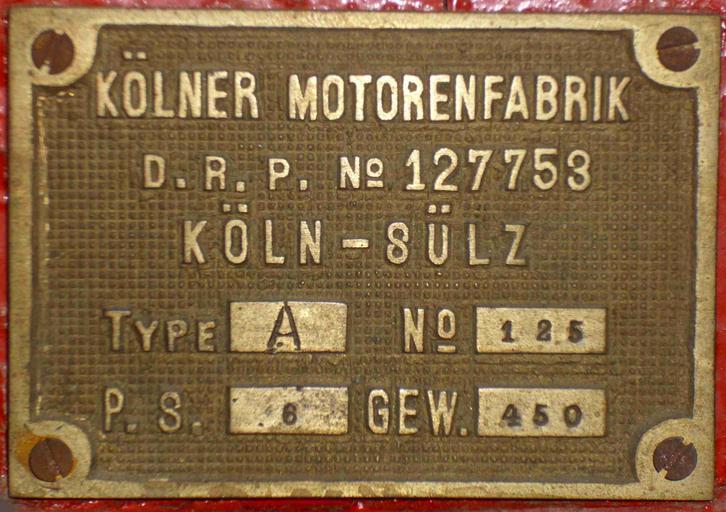 KÖLNER MOTORENFABRIK
D.R.P. № 127753
KÖLN-SÜLZ
TYPE A № 125
P.S. 6 GEW. 450